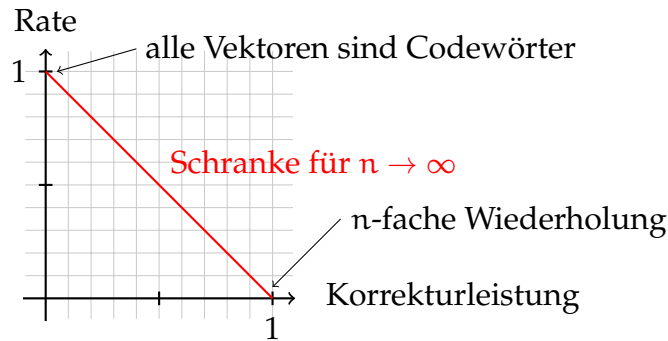 Rate
alle Vektoren sind Codewörter
1
Schranke für n → ∞
n-fache Wiederholung
Korrekturleistung
1